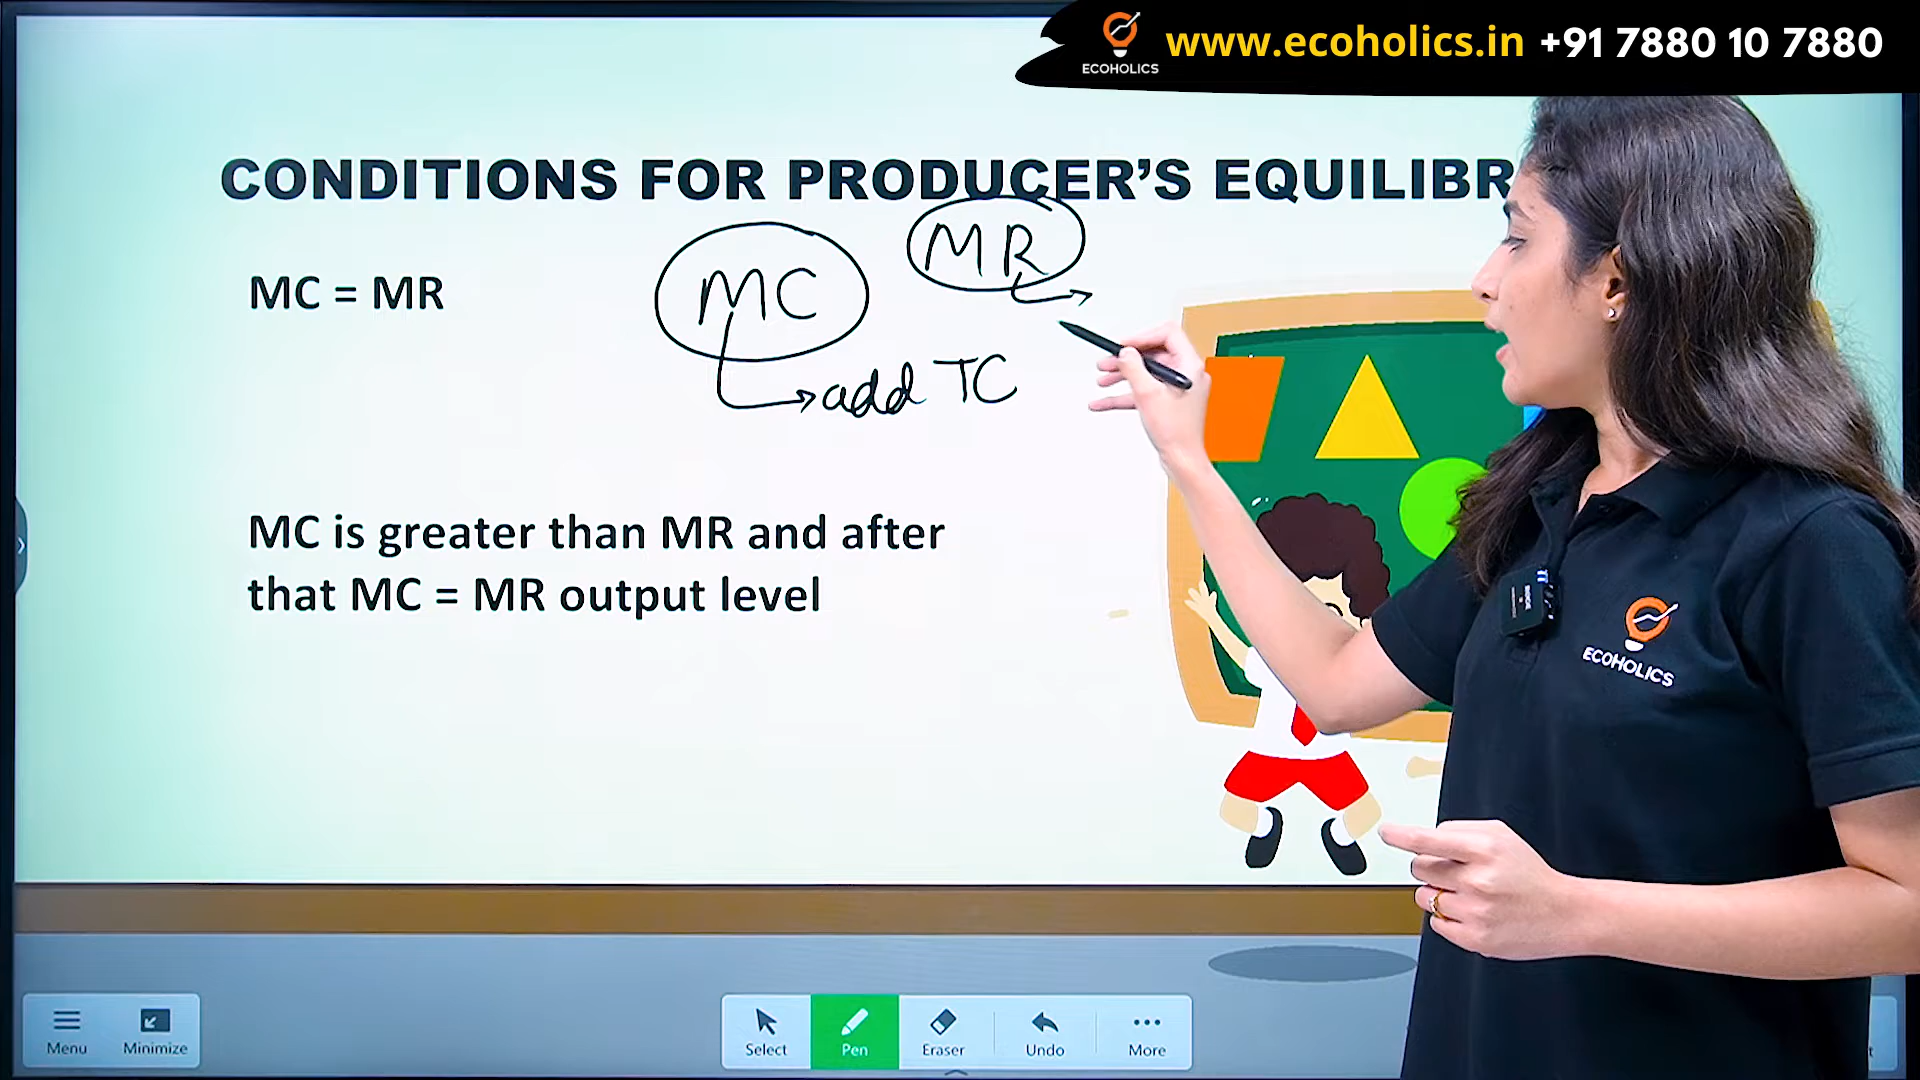 www.ecoholics.in +91 7880 10 7880
ECOHOLICS
CONDITIONS FOR PRODUCER'S EQUILIBR
MR
MC = MR
MC
add TC
MC is greater than MR and after
that MC = MR output level
ECOHOLICS
Menu
Minimize
Select
Pen
Eraser
Undo
More